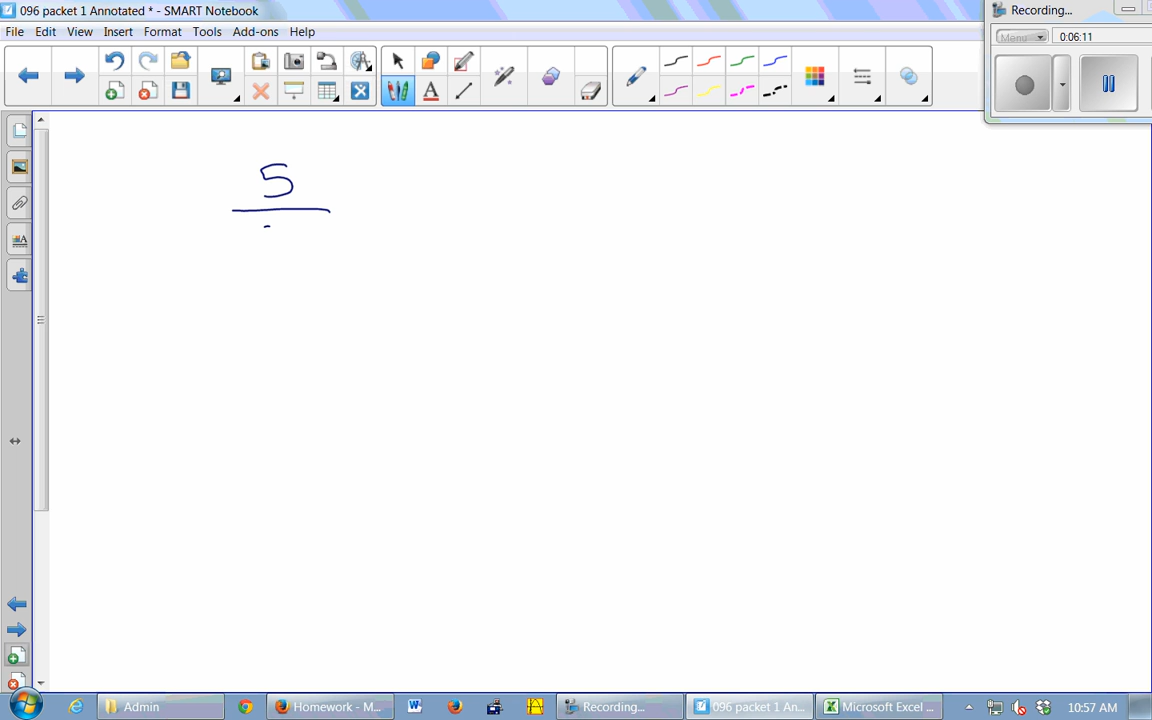 096 packet 1 Annotated * - SMART Notebook
Recording...
File Edit View Insert Format Tools Add-ons Help
Menu 0:06:11
5
Admin Homework - M... Recording... 096 packet 1 An... Microsoft Excel ... 10:57 AM